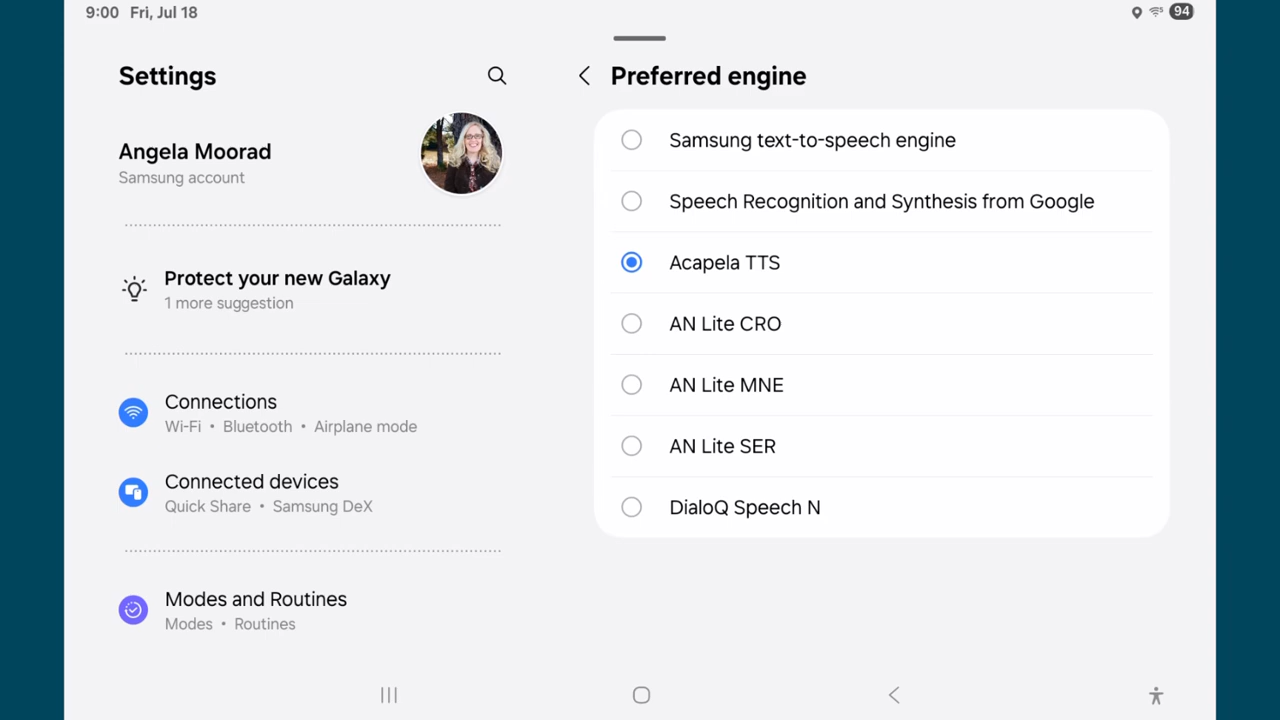 9:00 Fri, Jul 18
94
Settings
Angela Moorad
Samsung account
Protect your new Galaxy
1 more suggestion
Connections
Wi-Fi • Bluetooth • Airplane mode
Connected devices
Quick Share • Samsung DeX
Modes and Routines
Modes • Routines
Preferred engine
Samsung text-to-speech engine
Speech Recognition and Synthesis from Google
Acapela TTS
AN Lite CRO
AN Lite MNE
AN Lite SER
DialoQ Speech N